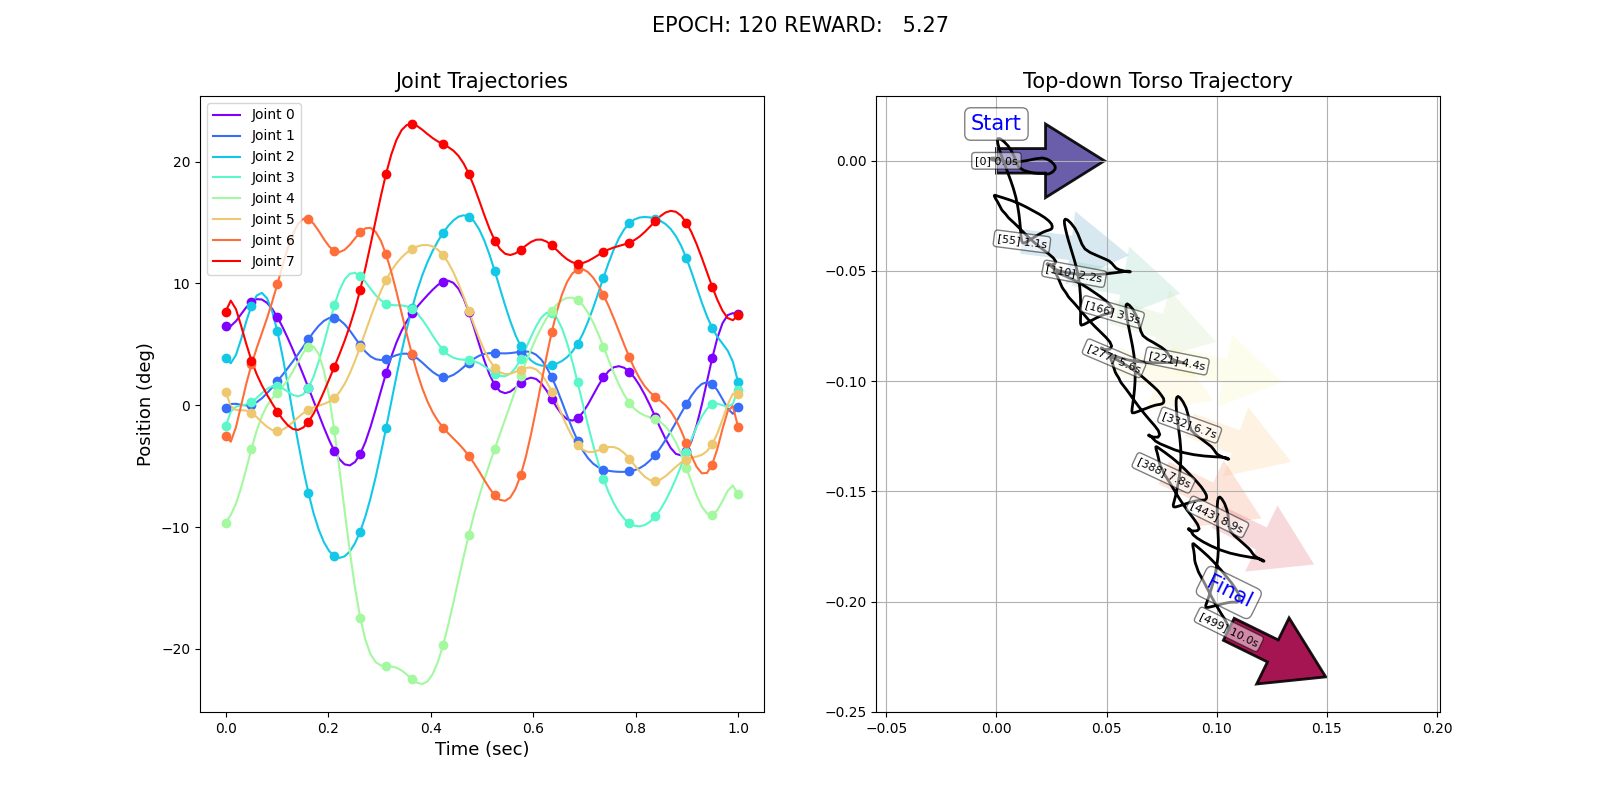 EPOCH: 120 REWARD:   5.27
Joint Trajectories
Position (deg)
20
10
0
−10
−20
Joint 0
Joint 1
Joint 2
Joint 3
Joint 4
Joint 5
Joint 6
Joint 7
0.0 0.2 0.4 0.6 0.8 1.0
Time (sec)
Top-down Torso Trajectory
0.00
−0.05
−0.10
−0.15
−0.20
−0.25
Start
[0] 0.0s
[55] 1.1s
[110] 2.2s
[166] 3.3s
[221] 4.4s
[277] 5.6s
[332] 6.7s
[388] 7.8s
[443] 8.9s
Final
[499] 10.0s
−0.05 0.00 0.05 0.10 0.15 0.20